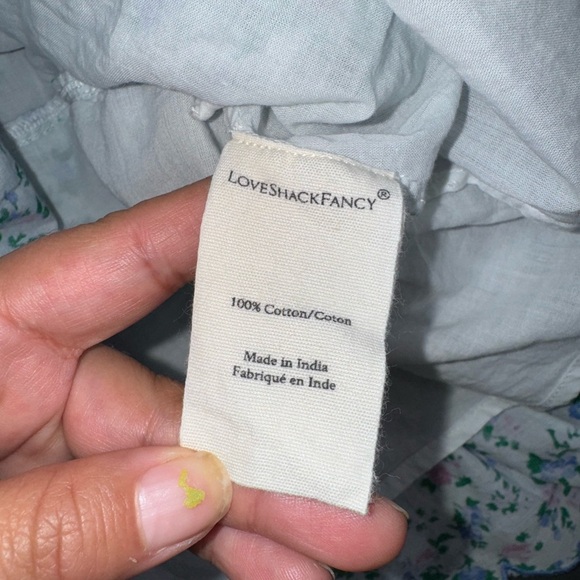 LoveShackFancy®
100% Cotton/Coton
Made in India
Fabriqué en Inde